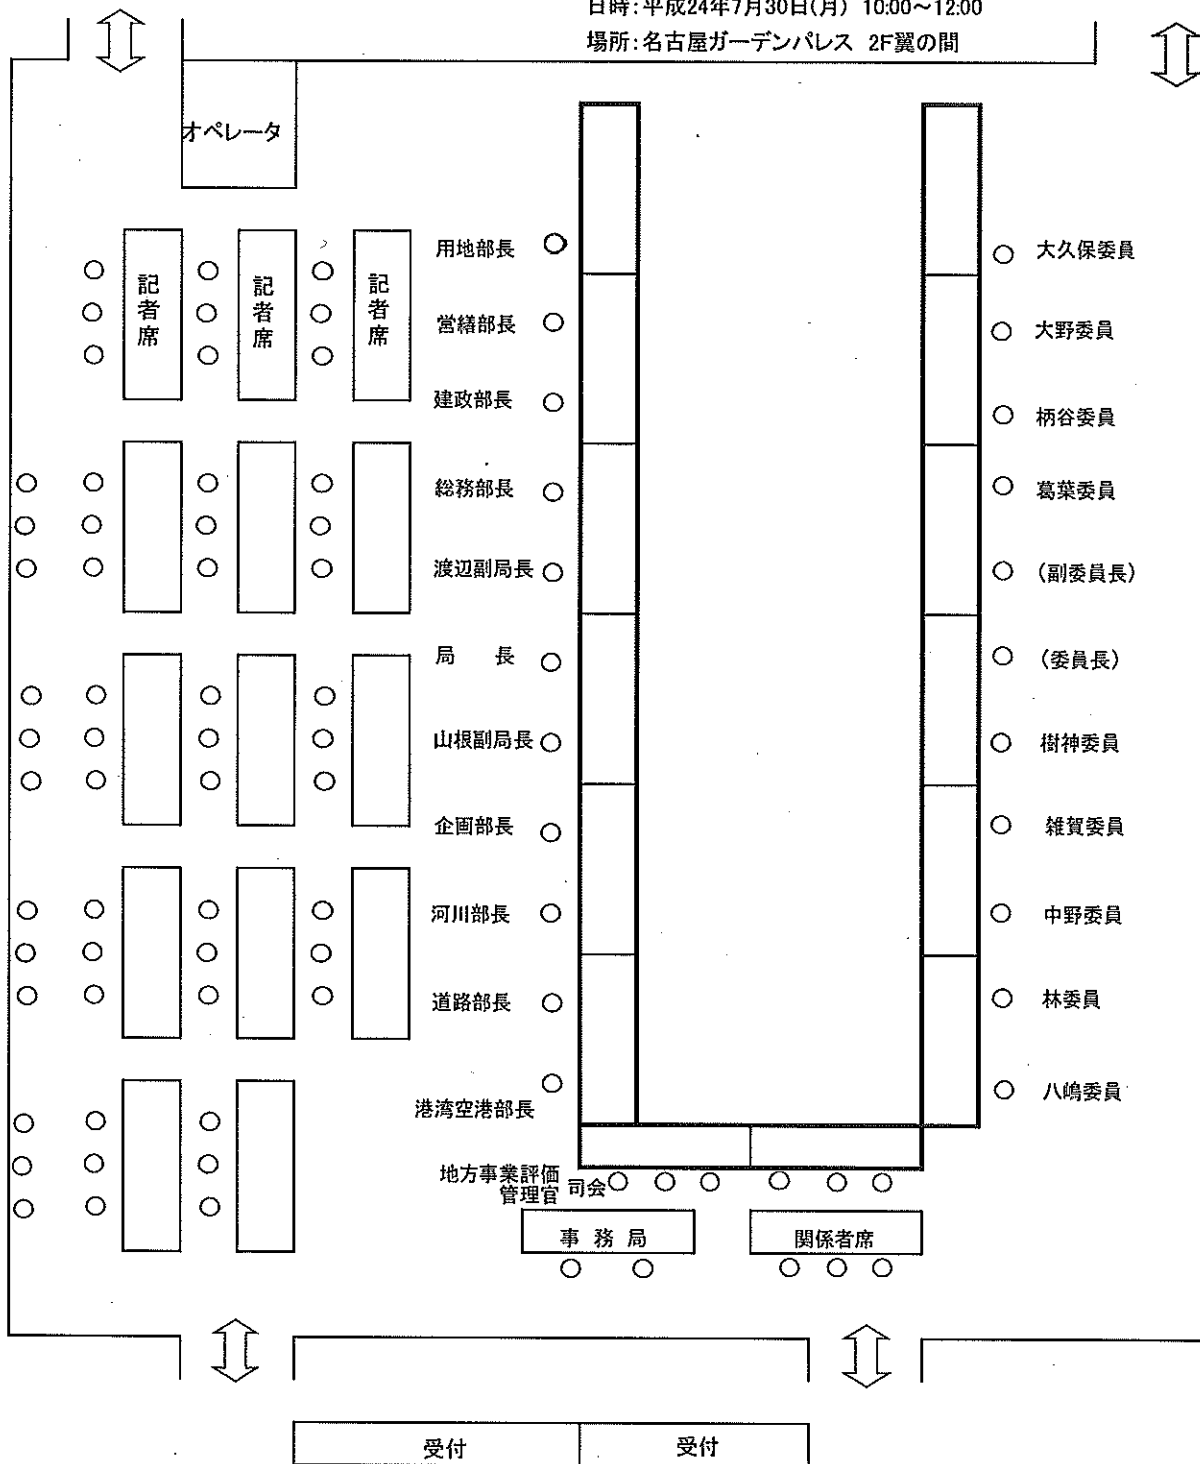 日時:平成24年7月30日(月) 10:00～12:00
場所:名古屋ガーデンパレス 2F翼の間
オペレータ
記者席
記者席
記者席
用地部長
営繕部長
建政部長
総務部長
渡辺副局長
局 長
山根副局長
企画部長
河川部長
道路部長
港湾空港部長
大久保委員
大野委員
柄谷委員
葛葉委員
(副委員長)
(委員長)
樹神委員
雑賀委員
中野委員
林委員
八嶋委員
地方事業評価
管理官
司会
事 務 局
関係者席
受付
受付